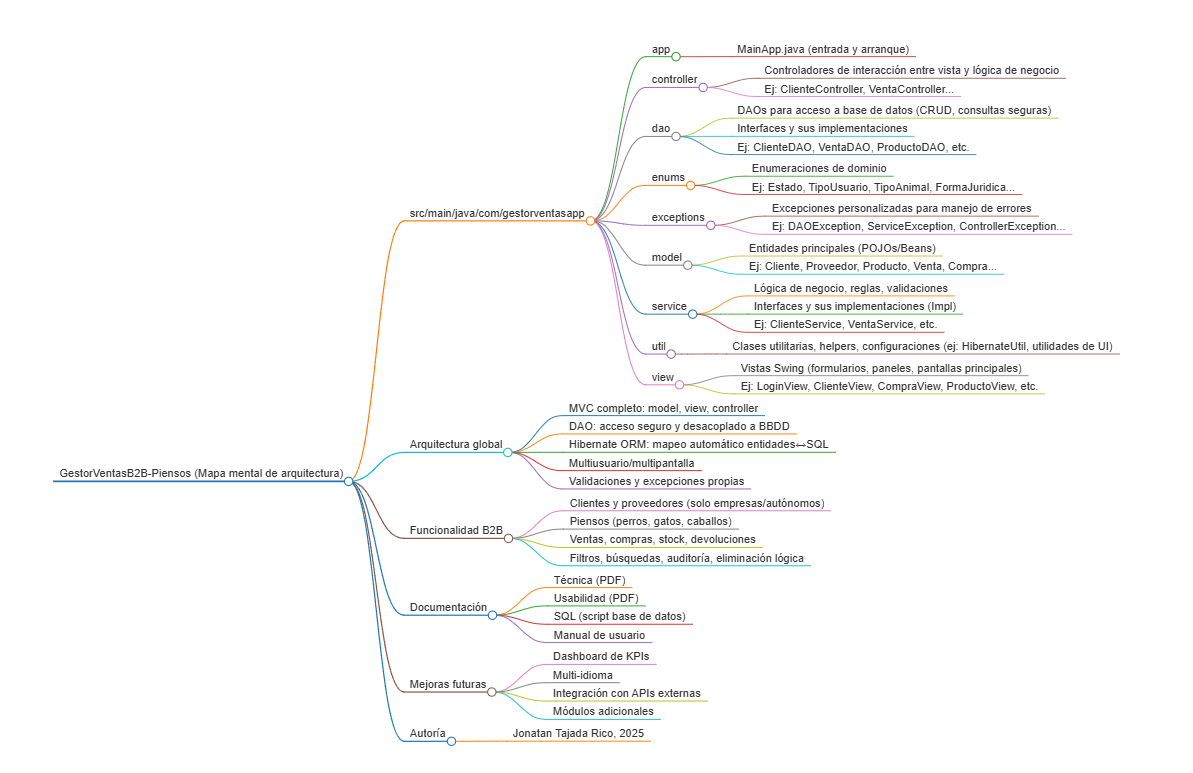 GestorVentasB2B-Piensos (Mapa mental de arquitectura)
src/main/java/com/gestorventasapp
app
MainApp.java (entrada y arranque)
controller
Controladores de interacción entre vista y lógica de negocio
Ej: ClienteController, VentaController...
dao
DAOs para acceso a base de datos (CRUD, consultas seguras)
Interfaces y sus implementaciones
Ej: ClienteDAO, VentaDAO, ProductoDAO, etc.
enums
Enumeraciones de dominio
Ej: Estado, TipoUsuario, TipoAnimal, FormaJuridica...
exceptions
Excepciones personalizadas para manejo de errores
Ej: DAOException, ServiceException, ControllerException...
model
Entidades principales (POJOs/Beans)
Ej: Cliente, Proveedor, Producto, Venta, Compra...
service
Lógica de negocio, reglas, validaciones
Interfaces y sus implementaciones (Impl)
Ej: ClienteService, VentaService, etc.
util
Clases utilitarias, helpers, configuraciones (ej: HibernateUtil, utilidades de UI)
view
Vistas Swing (formularios, paneles, pantallas principales)
Ej: LoginView, ClienteView, CompraView, ProductoView, etc.
Arquitectura global
MVC completo: model, view, controller
DAO: acceso seguro y desacoplado a BBDD
Hibernate ORM: mapeo automático entidades↔SQL
Multiusuario/multipantalla
Validaciones y excepciones propias
Funcionalidad B2B
Clientes y proveedores (solo empresas/autónomos)
Piensos (perros, gatos, caballos)
Ventas, compras, stock, devoluciones
Filtros, búsquedas, auditoría, eliminación lógica
Documentación
Técnica (PDF)
Usabilidad (PDF)
SQL (script base de datos)
Manual de usuario
Mejoras futuras
Dashboard de KPIs
Multi-idioma
Integración con APIs externas
Módulos adicionales
Autoría
Jonatan Tajada Rico, 2025